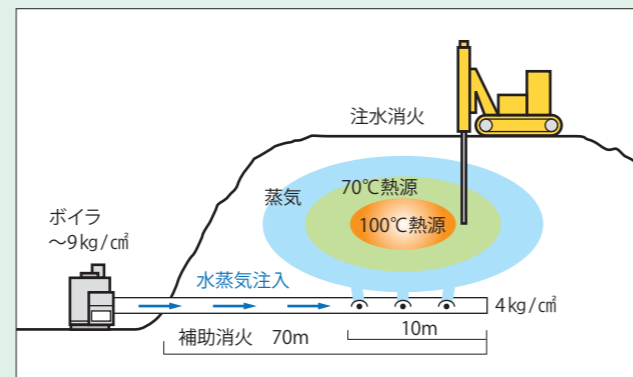 注水消火
蒸気
70℃熱源
100℃熱源
ボイラ
～9kg/㎠
水蒸気注入
4kg/㎠
10m
補助消火 70m